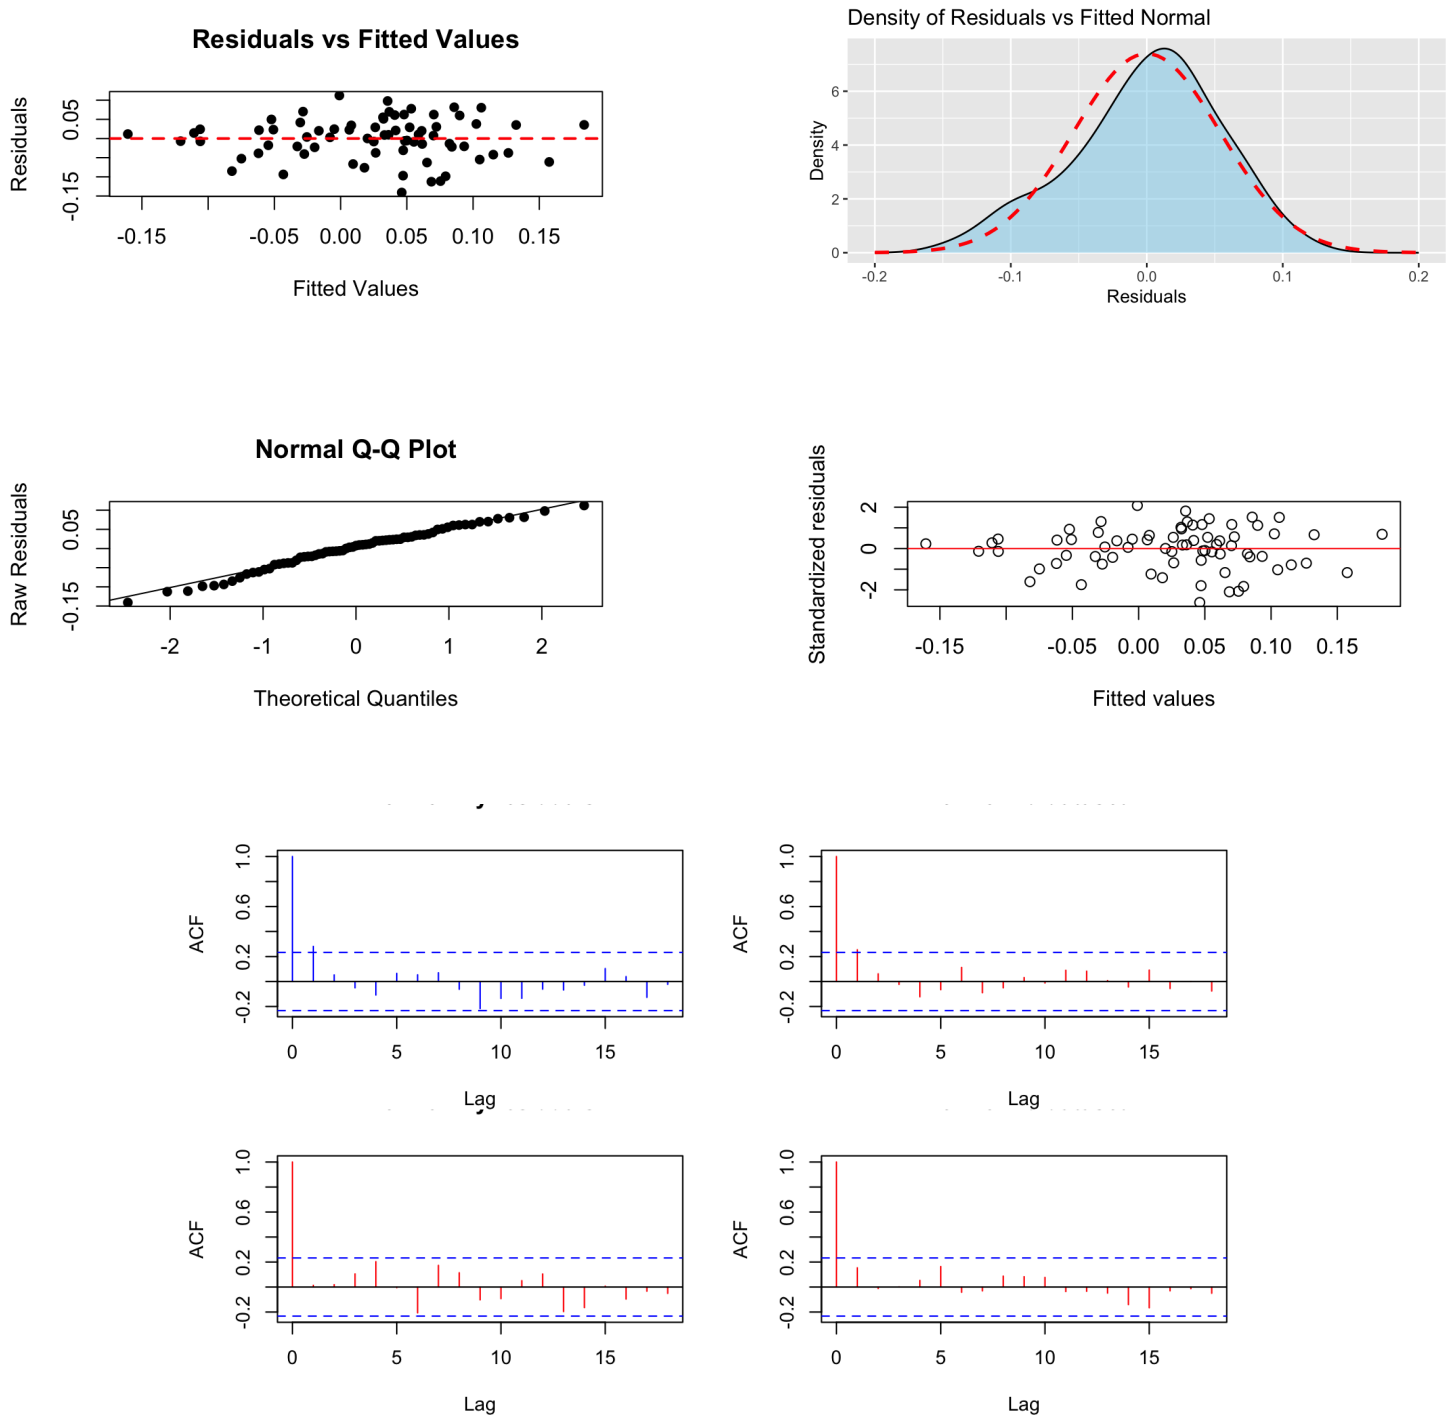 Residuals vs Fitted Values
Residuals
-0.15 0.05
-0.15 -0.05 0.00 0.05 0.10 0.15
Fitted Values
Density of Residuals vs Fitted Normal
Density
6
4
2
0
-0.2 -0.1 0.0 0.1 0.2
Residuals
Normal Q-Q Plot
Raw Residuals
-0.15 0.05
-2 -1 0 1 2
Theoretical Quantiles
Standardized residuals
-2 0 2
-0.15 -0.05 0.00 0.05 0.10 0.15
Fitted values
ACF
-0.2 0.2 0.6 1.0
0 5 10 15
Lag
ACF
-0.2 0.2 0.6 1.0
0 5 10 15
Lag
ACF
-0.2 0.2 0.6 1.0
0 5 10 15
Lag
ACF
-0.2 0.2 0.6 1.0
0 5 10 15
Lag